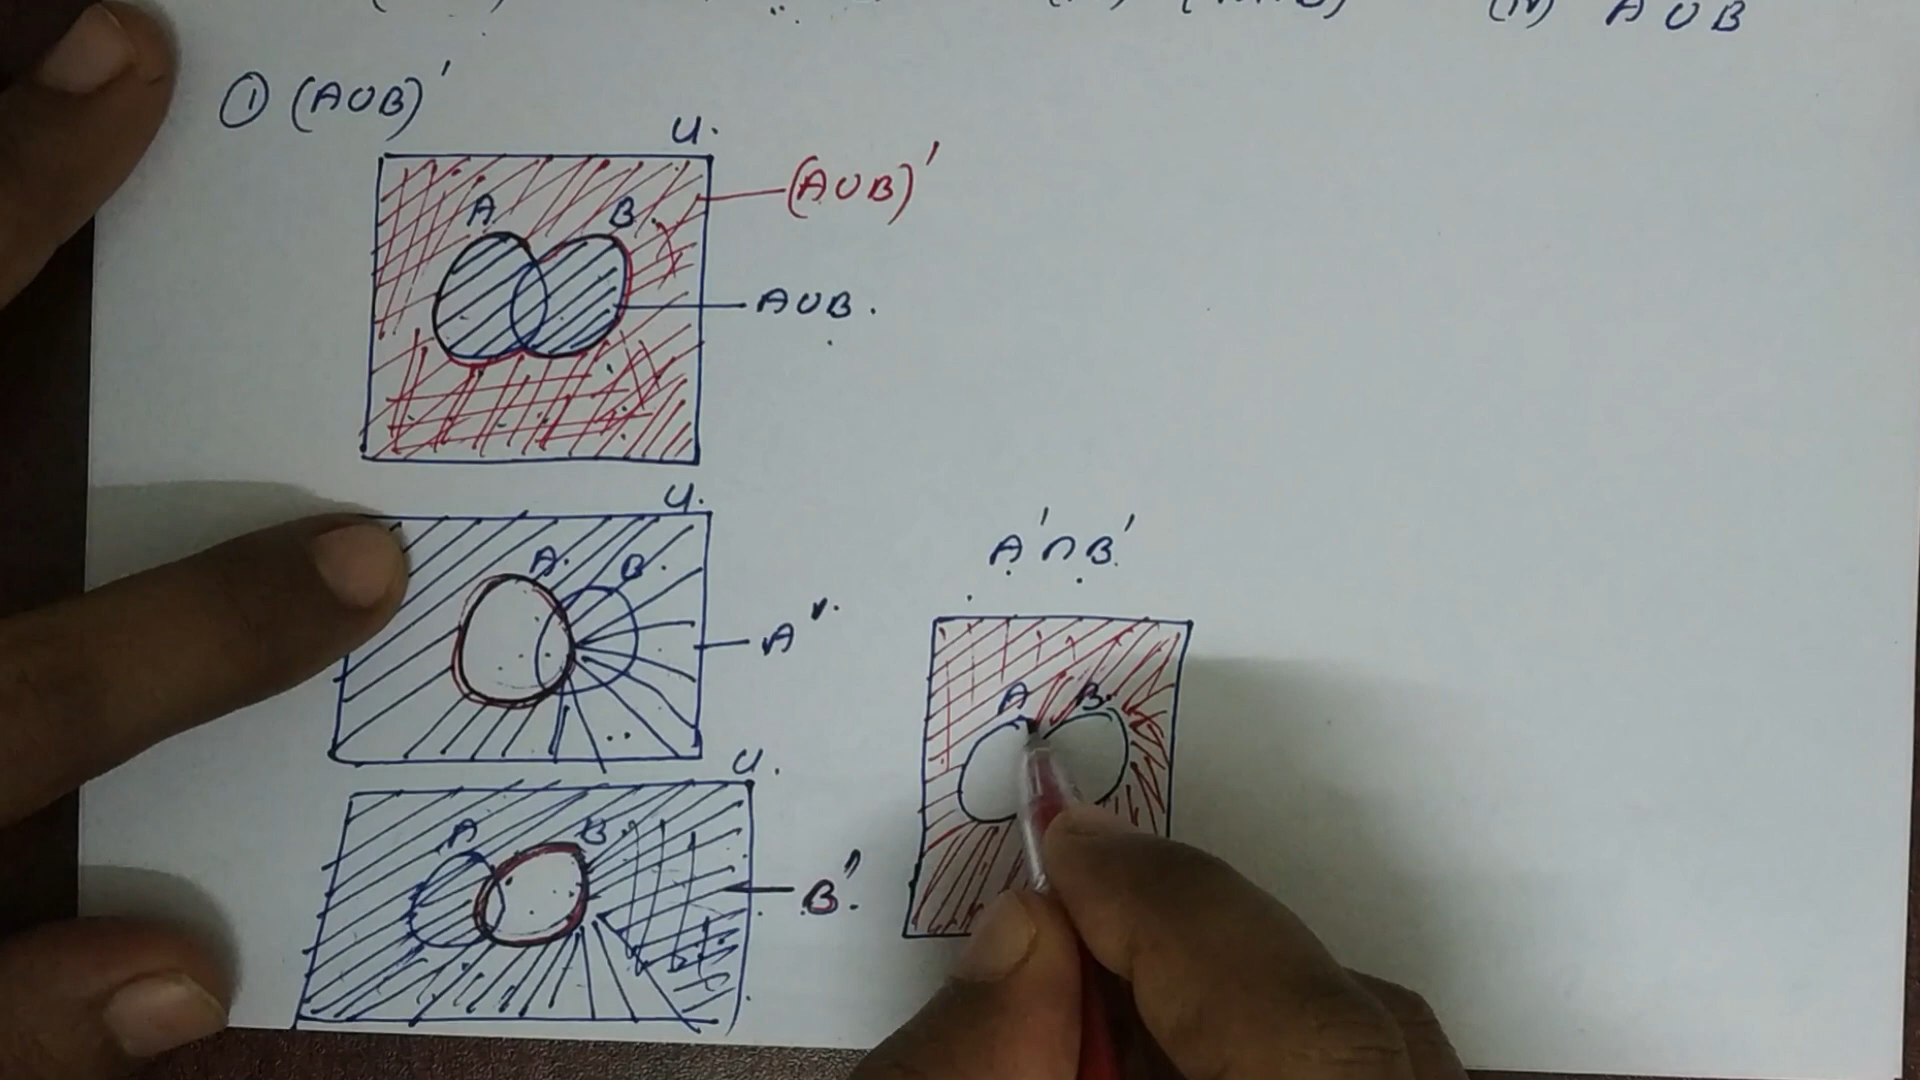 (IV) A ∪ B
① (A∪B)'
U.
A B.
(A∪B)'
A∪B.
U.
A. B.
A'
A'∩B'
A B.
U.
A B.
B'